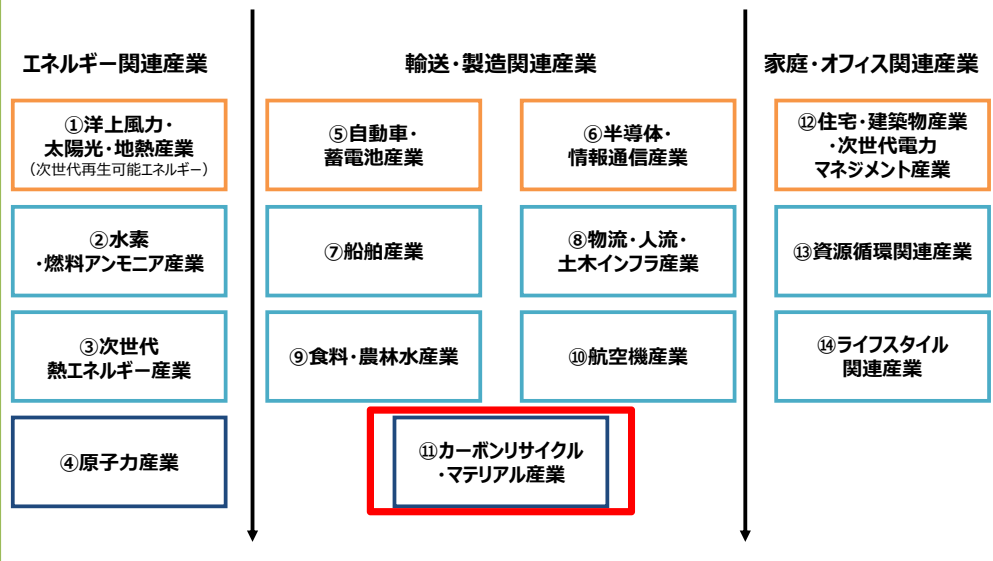 エネルギー関連産業
①洋上風力・
太陽光・地熱産業
（次世代再生可能エネルギー）
②水素
・燃料アンモニア産業
③次世代
熱エネルギー産業
④原子力産業
輸送・製造関連産業
⑤自動車・
蓄電池産業
⑥半導体・
情報通信産業
⑦船舶産業
⑧物流・人流・
土木インフラ産業
⑨食料・農林水産業
⑩航空機産業
⑪カーボンリサイクル
・マテリアル産業
家庭・オフィス関連産業
⑫住宅・建築物産業
・次世代電力
マネジメント産業
⑬資源循環関連産業
⑭ライフスタイル
関連産業